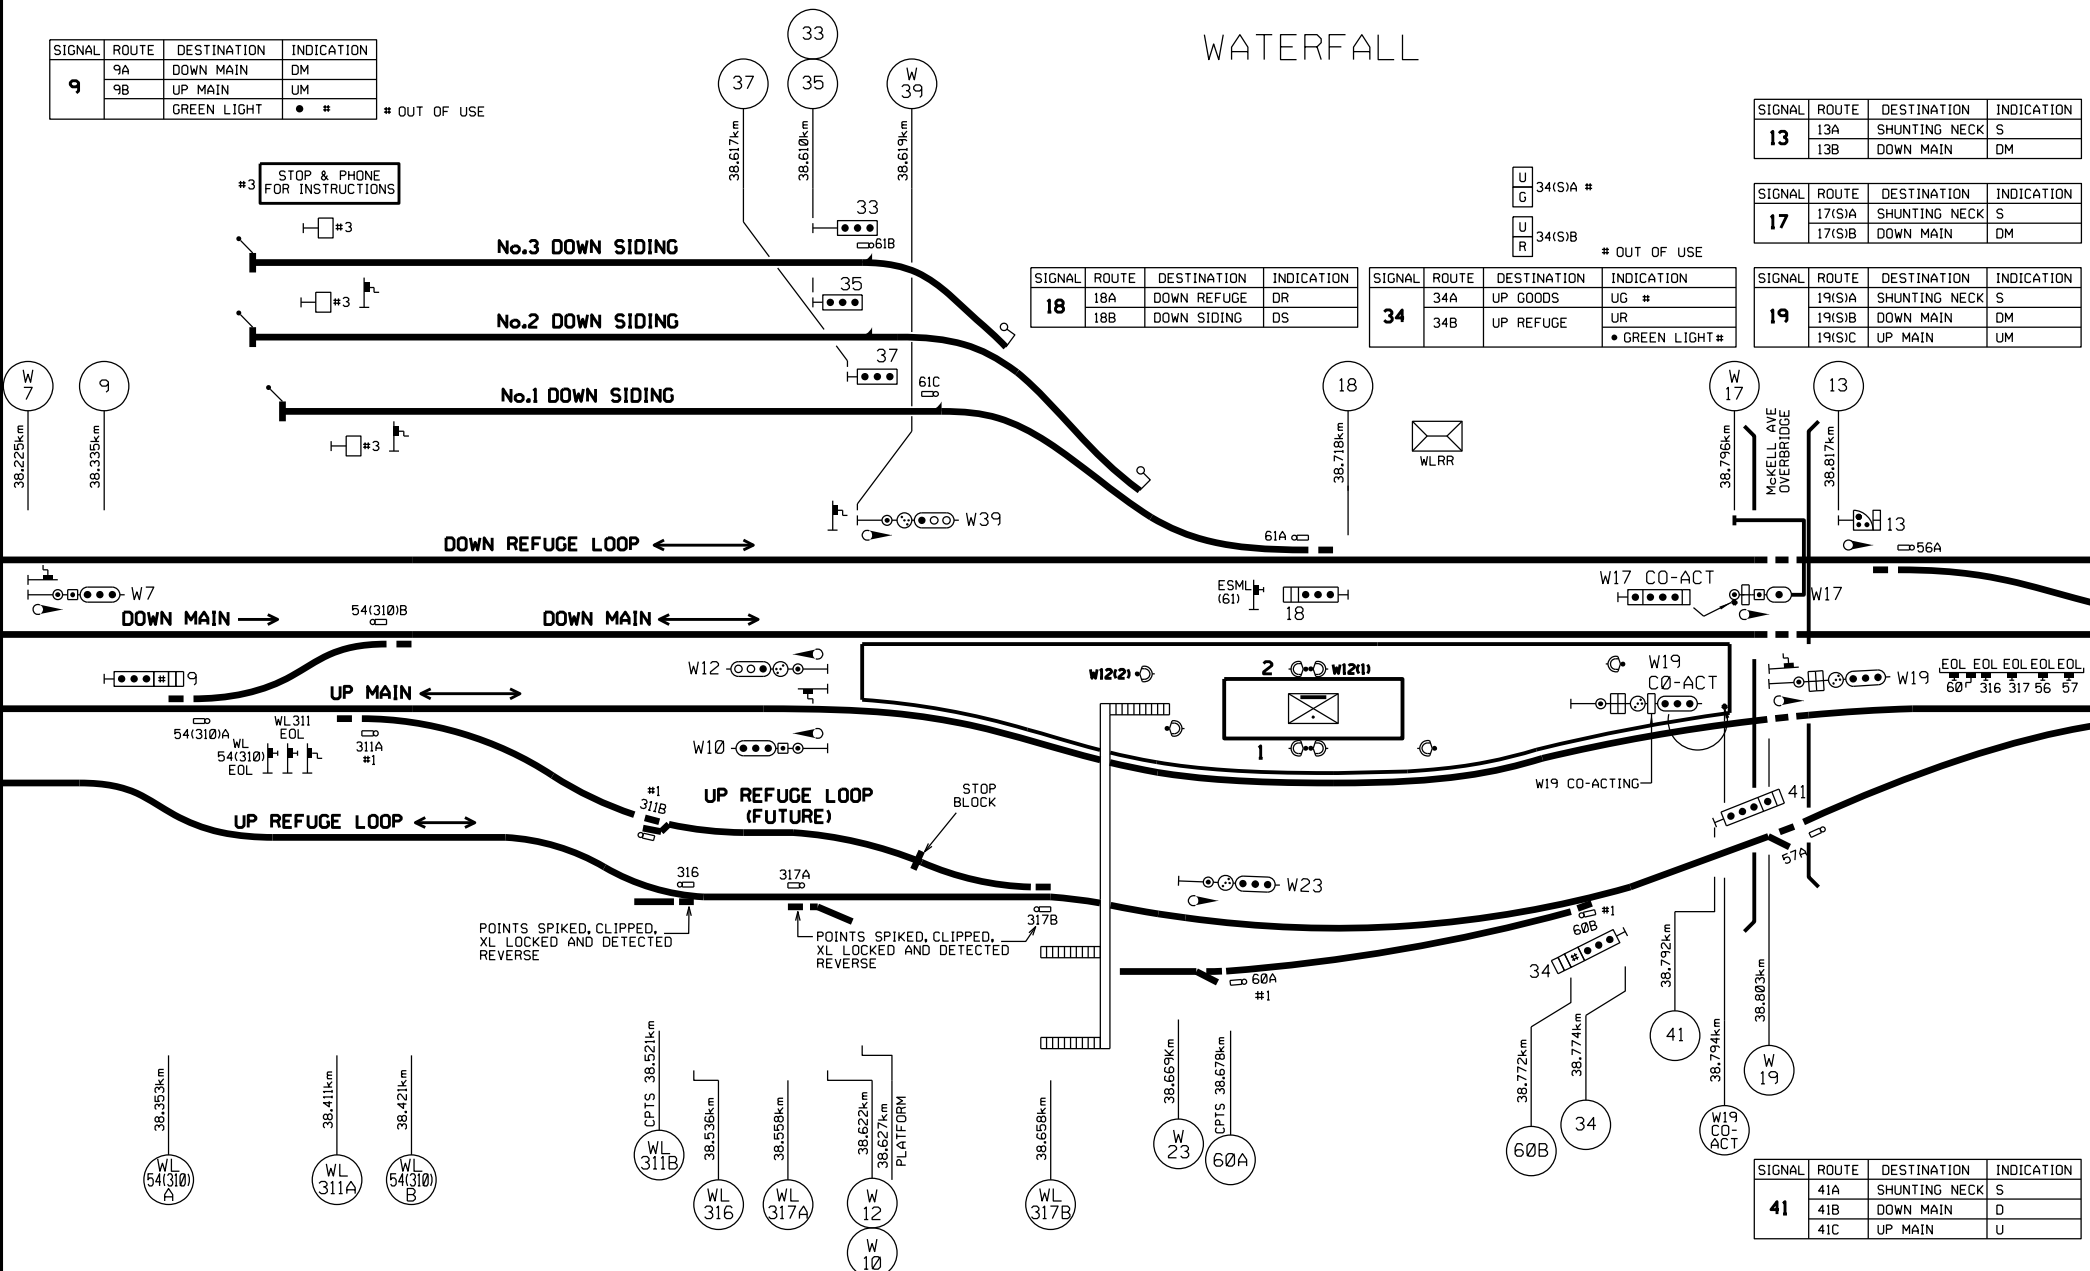 WATERFALL
SIGNAL ROUTE DESTINATION INDICATION
9
9A DOWN MAIN DM
9B UP MAIN UM
GREEN LIGHT ● #
# OUT OF USE
33
37
35
W
39
38.617km
38.610km
38.619km
SIGNAL ROUTE DESTINATION INDICATION
13
13A SHUNTING NECK S
13B DOWN MAIN DM
#3
STOP & PHONE
FOR INSTRUCTIONS
U
G
34(S)A #
U
R
34(S)B
# OUT OF USE
SIGNAL ROUTE DESTINATION INDICATION
17
17(S)A SHUNTING NECK S
17(S)B DOWN MAIN DM
#3
33
61B
No.3 DOWN SIDING
SIGNAL ROUTE DESTINATION INDICATION
18
18A DOWN REFUGE DR
18B DOWN SIDING DS
SIGNAL ROUTE DESTINATION INDICATION
34
34A UP GOODS UG #
34B UP REFUGE UR
● GREEN LIGHT#
SIGNAL ROUTE DESTINATION INDICATION
19
19(S)A SHUNTING NECK S
19(S)B DOWN MAIN DM
19(S)C UP MAIN UM
#3
35
No.2 DOWN SIDING
37
61C
No.1 DOWN SIDING
#3
W
7
9
18
W
17
13
38.225km
38.335km
38.718km
WLRR
38.796km
McKELL AVE
OVERBRIDGE
38.817km
W39
13
DOWN REFUGE LOOP
61A
56A
W7
ESML
(61)
18
W17 CO-ACT
W17
DOWN MAIN
54(310)B
DOWN MAIN
9
W12
W12(2)
2
W12(1)
W19
CO-ACT
W19
EOL EOL EOL EOL EOL
60 316 317 56 57
UP MAIN
54(310)A
WL311
EOL
WL
54(310)
EOL
311A
#1
W10
1
W19 CO-ACTING
#1
311B
UP REFUGE LOOP
(FUTURE)
STOP
BLOCK
41
UP REFUGE LOOP
57A
316
317A
W23
317B
#1
60B
POINTS SPIKED, CLIPPED,
XL LOCKED AND DETECTED
REVERSE
POINTS SPIKED, CLIPPED,
XL LOCKED AND DETECTED
REVERSE
34
60A
#1
38.792km
38.803km
41
38.794km
W
19
38.353km
38.411km
38.421km
CPTS 38.521km
38.536km
38.558km
38.622km
38.627km
PLATFORM
38.658km
38.669Km
CPTS 38.678km
38.772km
38.774km
WL
54(310)
A
WL
311A
WL
54(310)
B
WL
311B
WL
316
WL
317A
W
12
W
10
WL
317B
W
23
60A
60B
34
W19
CO-
ACT
SIGNAL ROUTE DESTINATION INDICATION
41
41A SHUNTING NECK S
41B DOWN MAIN D
41C UP MAIN U